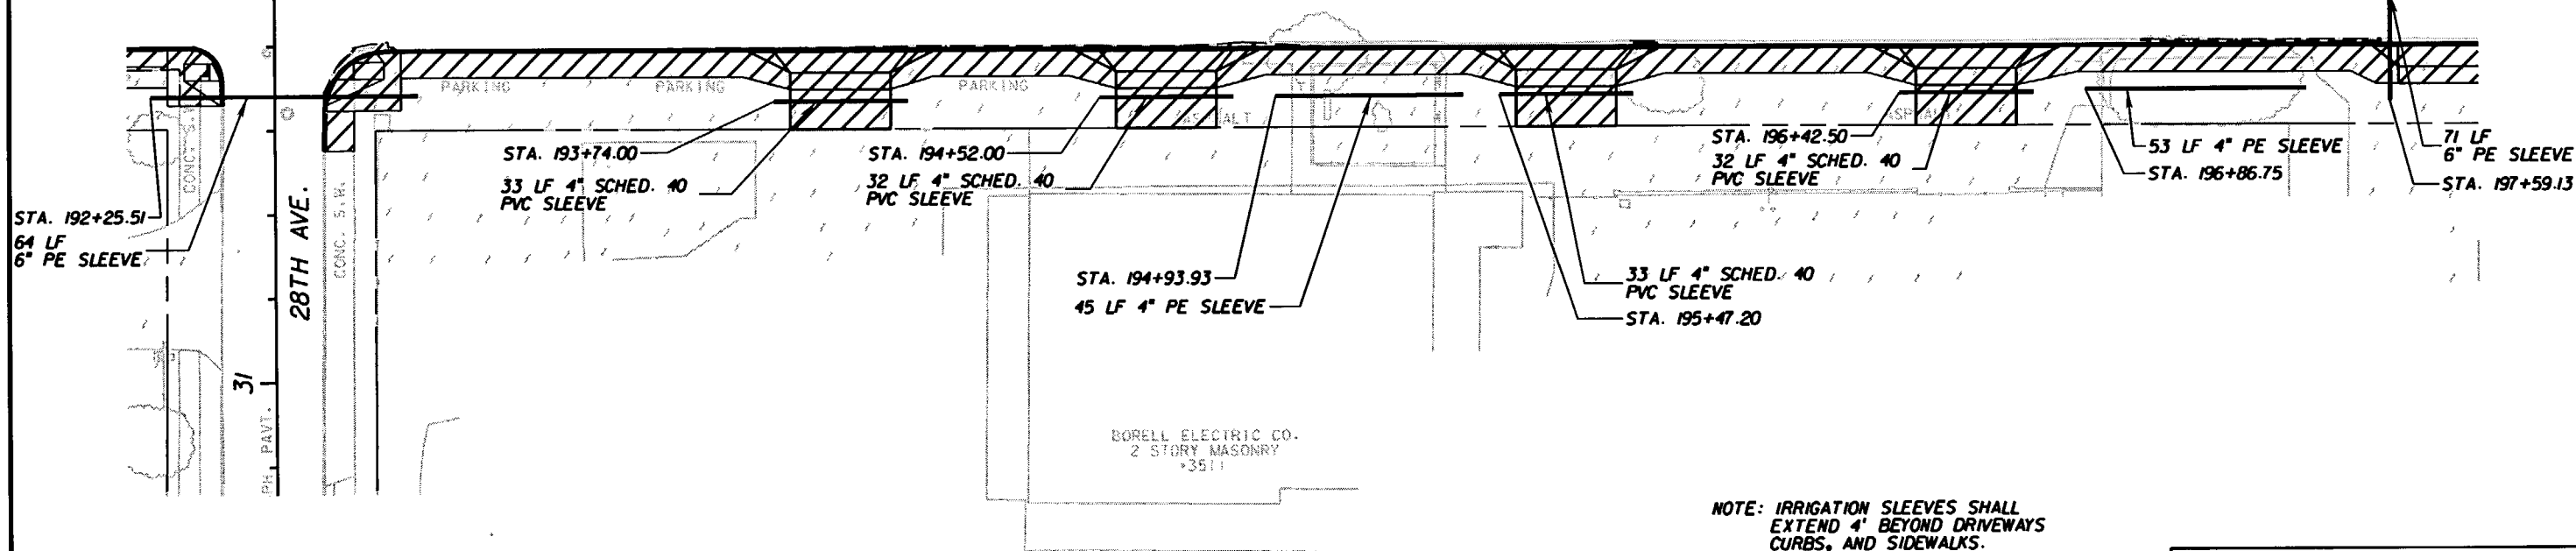 PARKING
PARKING
PARKING
ASPHALT
STA. 193+74.00
33 LF 4" SCHED. 40
PVC SLEEVE
STA. 194+52.00
32 LF 4" SCHED. 40
PVC SLEEVE
STA. 196+42.50
32 LF 4" SCHED. 40
PVC SLEEVE
53 LF 4" PE SLEEVE
STA. 196+86.75
71 LF
6" PE SLEEVE
STA. 197+59.13
STA. 192+25.51
64 LF
6" PE SLEEVE
CONC. S.W.
28TH AVE.
CONC. S.W.
STA. 194+93.93
45 LF 4" PE SLEEVE
33 LF 4" SCHED. 40
PVC SLEEVE
STA. 195+47.20
31
PAVT.
BORELL ELECTRIC CO.
2 STORY MASONRY
*3511
NOTE: IRRIGATION SLEEVES SHALL
EXTEND 4' BEYOND DRIVEWAYS
CURBS, AND SIDEWALKS.